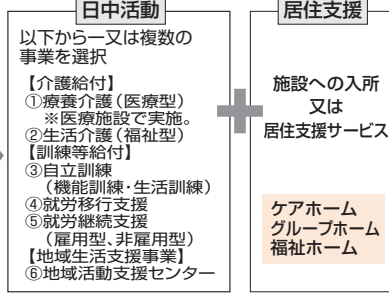 日中活動
以下から一又は複数の
事業を選択
【介護給付】
①療養介護(医療型)
※医療施設で実施。
②生活介護(福祉型)
【訓練等給付】
③自立訓練
(機能訓練・生活訓練)
④就労移行支援
⑤就労継続支援
(雇用型、非雇用型)
【地域生活支援事業】
⑥地域活動支援センター
居住支援
施設への入所
又は
居住支援サービス
ケアホーム
グループホーム
福祉ホーム